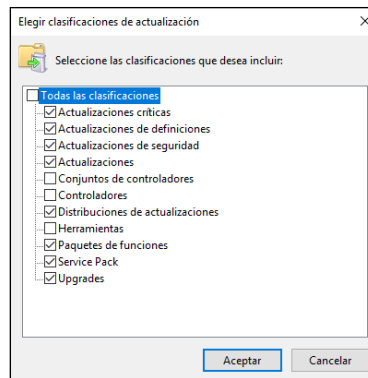 Elegir clasificaciones de actualización
Seleccione las clasificaciones que desea incluir:
Todas las clasificaciones
Actualizaciones críticas
Actualizaciones de definiciones
Actualizaciones de seguridad
Actualizaciones
Conjuntos de controladores
Controladores
Distribuciones de actualizaciones
Herramientas
Paquetes de funciones
Service Pack
Upgrades
Aceptar
Cancelar